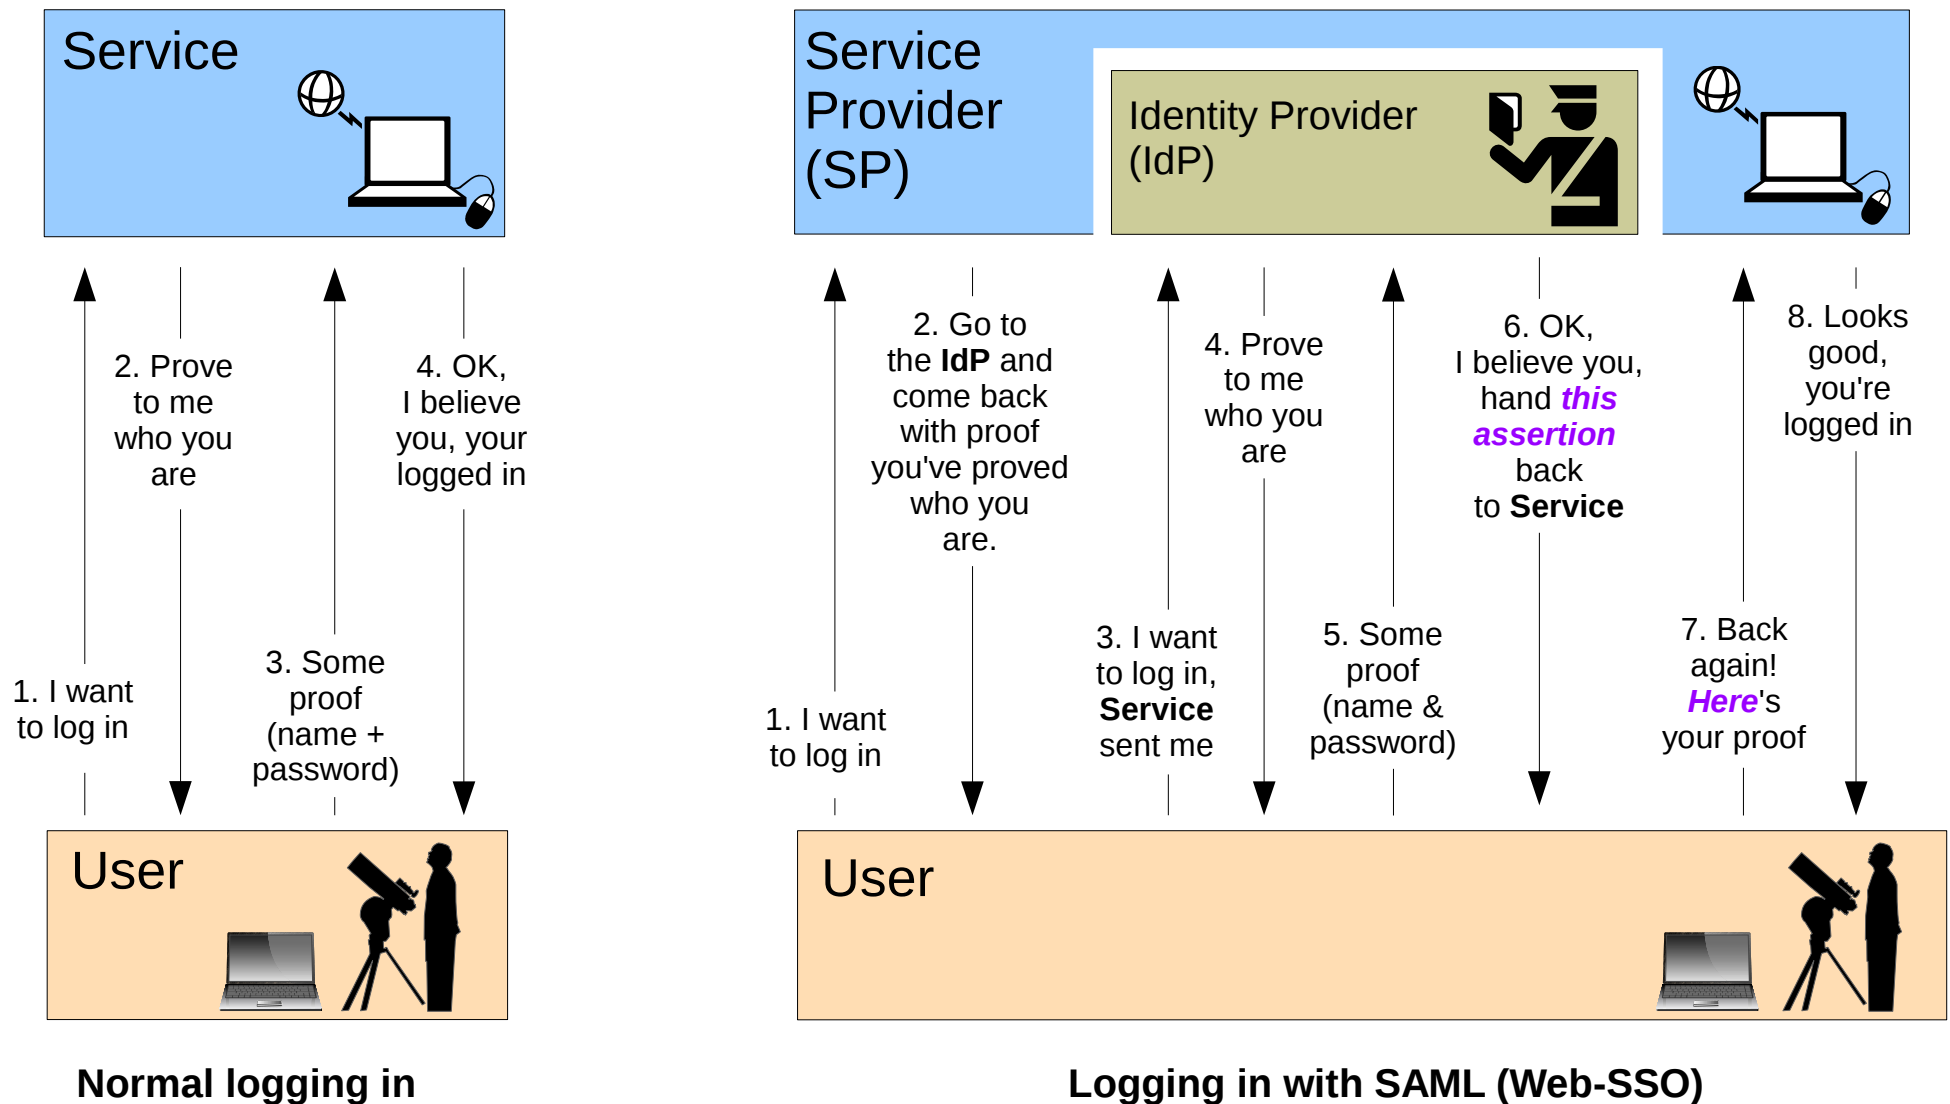 Service
1. I want
to log in
2. Prove
to me
who you
are
3. Some
proof
(name +
password)
4. OK,
I believe
you, your
logged in
User
Normal logging in
Service
Provider
(SP)
Identity Provider
(IdP)
1. I want
to log in
2. Go to
the IdP and
come back
with proof
you've proved
who you
are.
3. I want
to log in,
Service
sent me
4. Prove
to me
who you
are
5. Some
proof
(name &
password)
6. OK,
I believe you,
hand this
assertion
back
to Service
7. Back
again!
Here's
your proof
8. Looks
good,
you're
logged in
User
Logging in with SAML (Web-SSO)